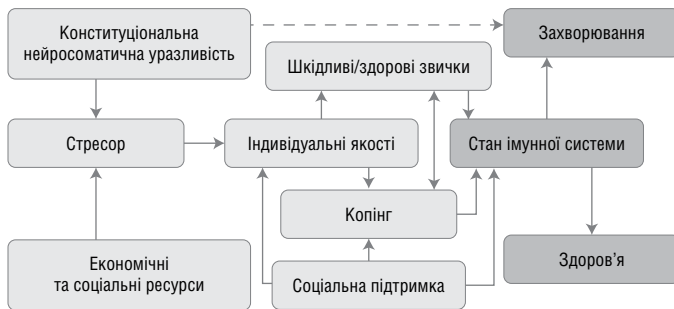 Конституціональна
нейросоматична уразливість
Захворювання
Шкідливі/здорові звички
Стресор
Індивідуальні якості
Стан імунної системи
Копінг
Економічні
та соціальні ресурси
Соціальна підтримка
Здоров’я